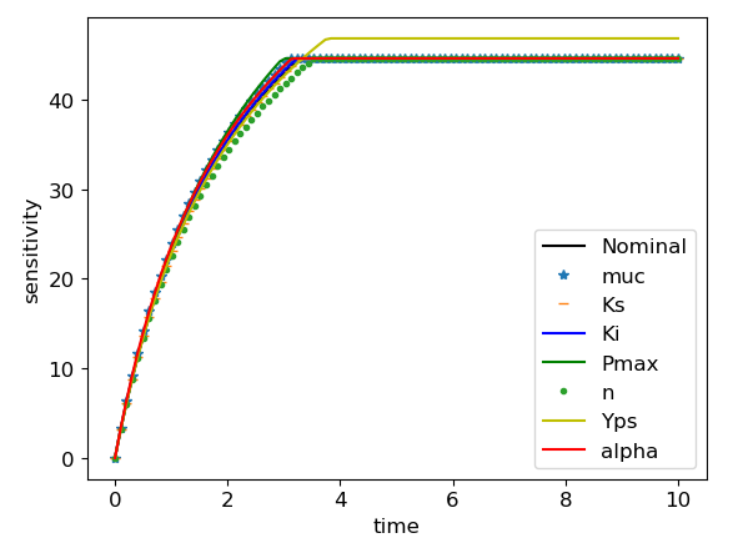 40
30
20
10
0
sensitivity
0 2 4 6 8 10
time
Nominal
muc
Ks
Ki
Pmax
n
Yps
alpha